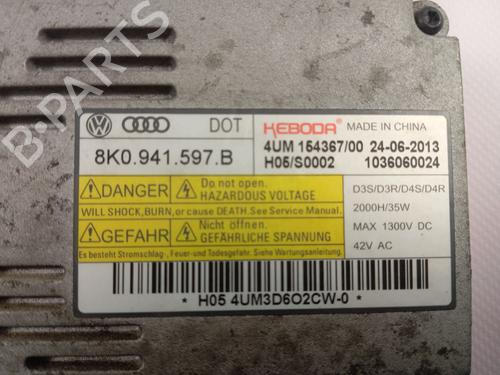 B-PARTS
DOT
KEBODA
MADE IN CHINA
8K0.941.597.B
4UM 154367/00 24-06-2013
H05/S0002 1036060024
DANGER
Do not open.
HAZARDOUS VOLTAGE
WILL SHOCK,BURN,or cause DEATH.See Service Manual.
GEFAHR
Nicht öffnen.
GEFÄHRLICHE SPANNUNG
Es besteht Stromschlag-, Feuer-und Todesgefahr. Siehe Wartungsanleitung.
D3S/D3R/D4S/D4R
2000H/35W
MAX 1300V DC
42V AC
* H05 4UM3D6O2CW-0 *